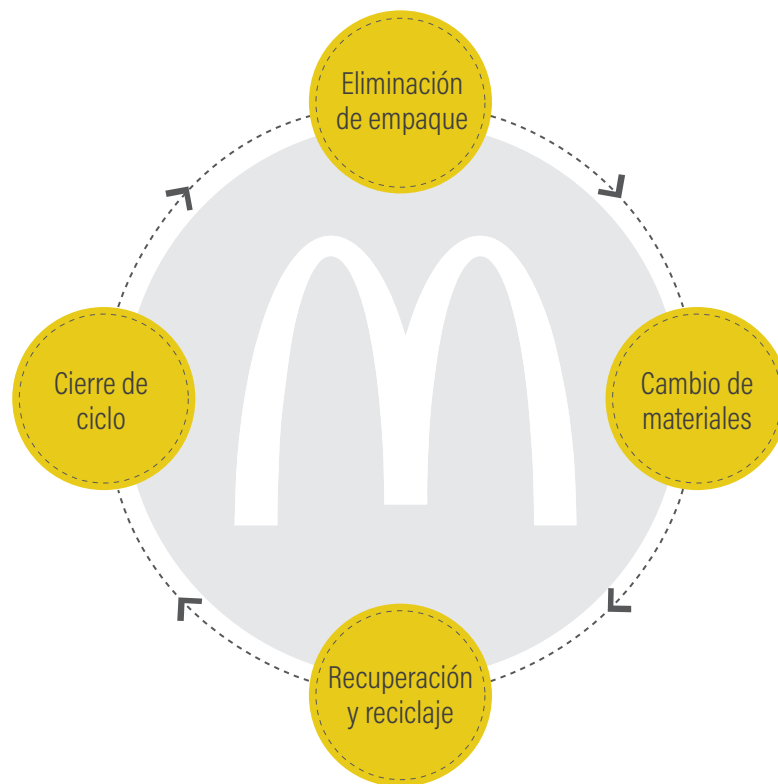 Eliminación
de empaque
Cierre de
ciclo
Cambio de
materiales
Recuperación
y reciclaje